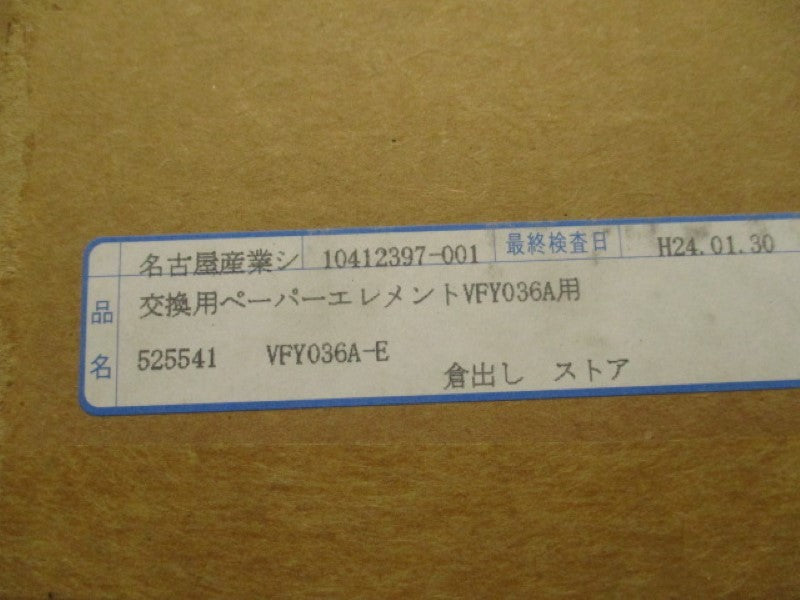 名古屋産業シ 10412397-001 最終検査日 H24.01.30
品名
交換用ペーパーエレメントVFY036A用
525541 VFY036A-E
倉出し ストア